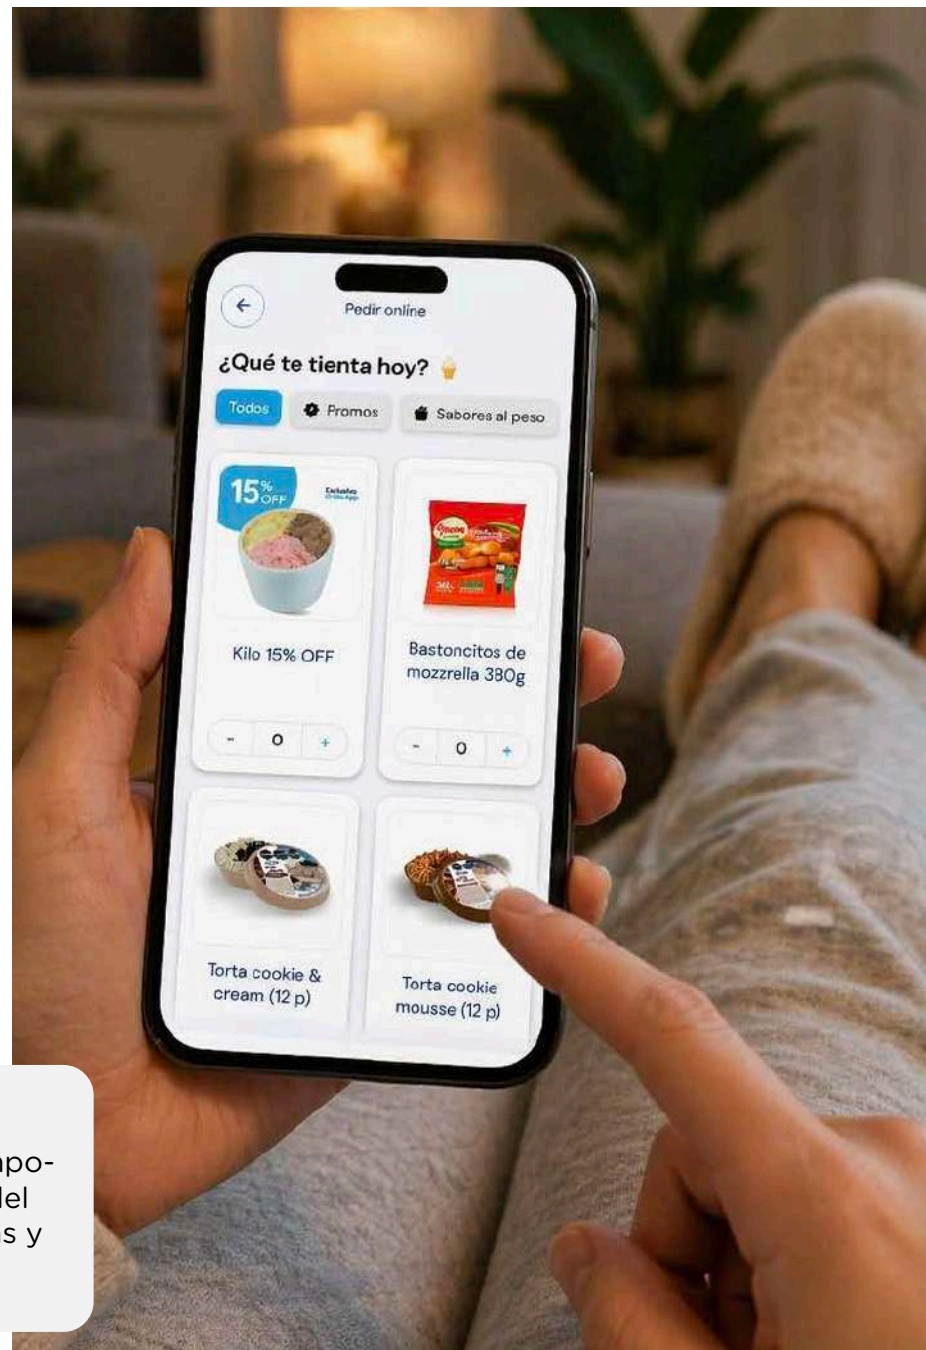 Pedir online
¿Qué te tienta hoy?
Todos
Promos
Sabores al peso
15%
OFF
Exclusivo
Kilo 15% OFF
- 0 +
Bastoncitos de
mozzrella 380g
- 0 +
Torta cookie &
cream (12 p)
Torta cookie
mousse (12 p)
po-
del
s y